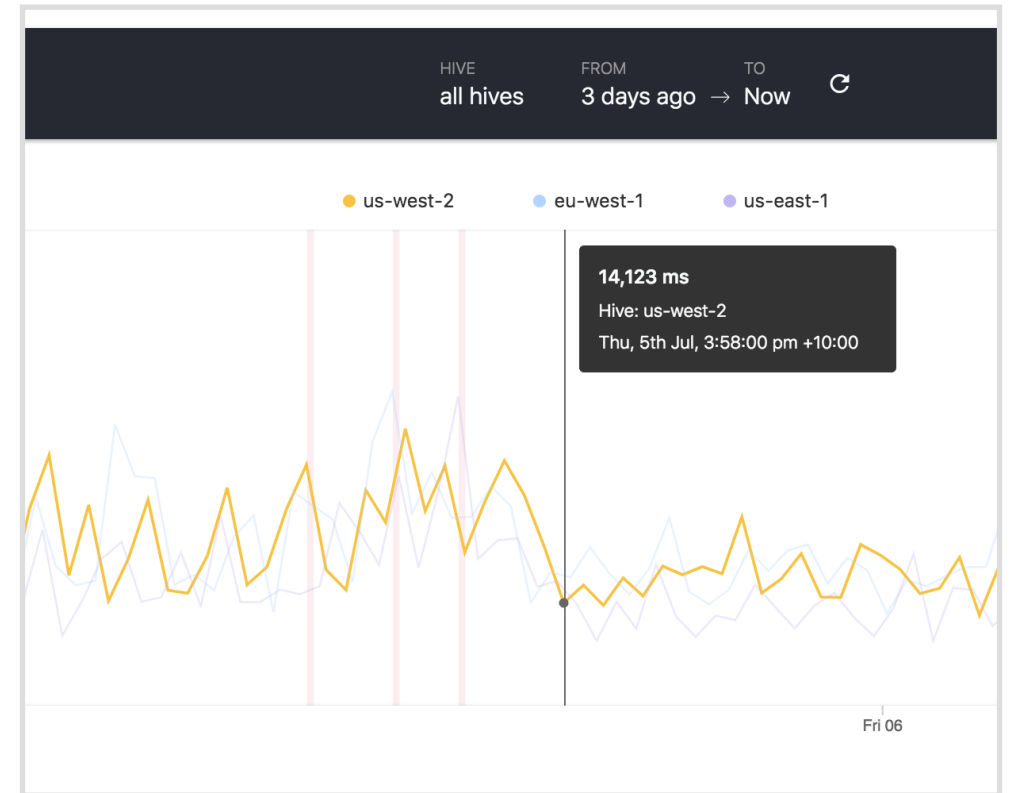 HIVE
all hives
FROM
3 days ago
→
TO
Now
us-west-2
eu-west-1
us-east-1
14,123 ms
Hive: us-west-2
Thu, 5th Jul, 3:58:00 pm +10:00
Fri 06